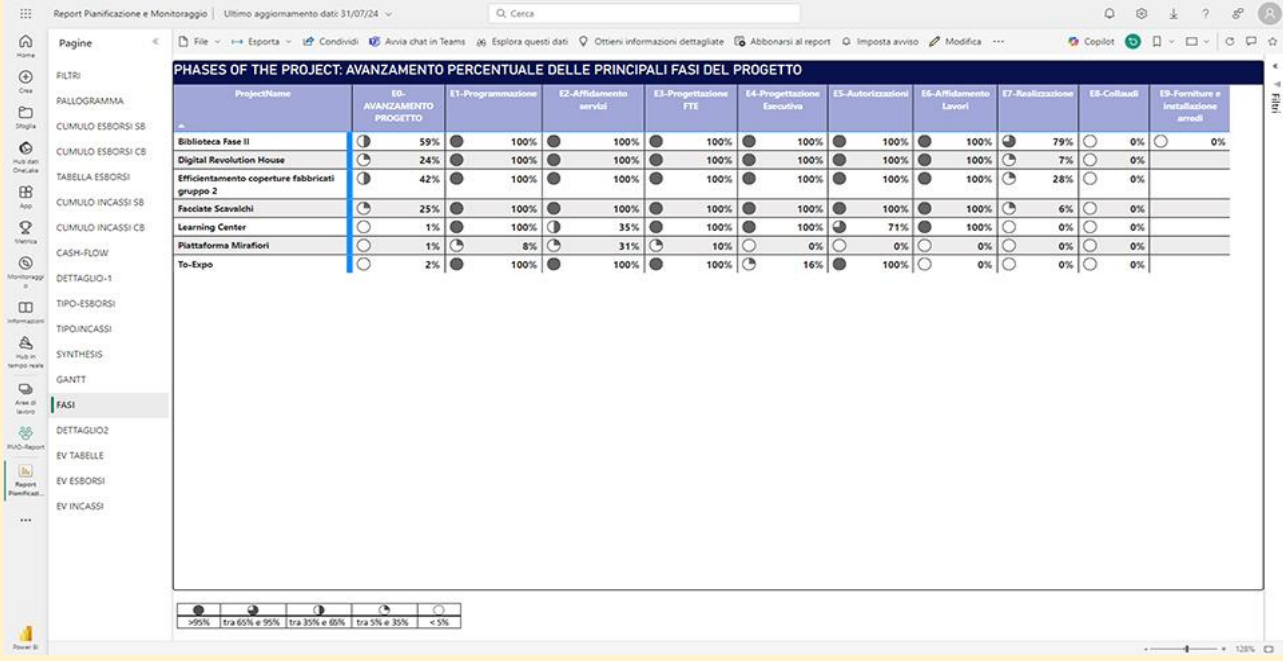 Report Pianificazione e Monitoraggio | Ultimo aggiornamento dati: 31/07/24
Cerca
Home
Crea
Sfoglia
Hub dati OneLake
App
Metrica
Monitoraggi o
Informazioni
Hub in tempo reale
Aree di lavoro
PMO-Report
Report Pianificazi...
Power BI
Pagine
FILTRI
PALLOGRAMMA
CUMULO ESBORSI SB
CUMULO ESBORSI CB
TABELLA ESBORSI
CUMULO INCASSI SB
CUMULO INCASSI CB
CASH-FLOW
DETTAGLIO-1
TIPO-ESBORSI
TIPO.INCASSI
SYNTHESIS
GANTT
FASI
DETTAGLIO2
EV TABELLE
EV ESBORSI
EV INCASSI
File Esporta Condividi Avvia chat in Teams Esplora questi dati Ottieni informazioni dettagliate Abbonarsi al report Imposta avviso Modifica ... Copilot
Filtri
PHASES OF THE PROJECT: AVANZAMENTO PERCENTUALE DELLE PRINCIPALI FASI DEL PROGETTO
ProjectName E0-AVANZAMENTO PROGETTO E1-Programmazione E2-Affidamento servizi E3-Progettazione FTE E4-Progettazione Esecutiva E5-Autorizzazioni E6-Affidamento Lavori E7-Realizzazione E8-Collaudi E9-Forniture e installazione arredi
Biblioteca Fase II 59% 100% 100% 100% 100% 100% 100% 79% 0% 0%
Digital Revolution House 24% 100% 100% 100% 100% 100% 100% 7% 0%
Efficientamento coperture fabbricati gruppo 2 42% 100% 100% 100% 100% 100% 100% 28% 0%
Facciate Scavalchi 25% 100% 100% 100% 100% 100% 100% 6% 0%
Learning Center 1% 100% 35% 100% 100% 71% 100% 0% 0%
Piattaforma Mirafiori 1% 8% 31% 10% 0% 0% 0% 0% 0%
To-Expo 2% 100% 100% 100% 16% 100% 0% 0% 0%
>95% tra 65% e 95% tra 35% e 65% tra 5% e 35% < 5%
128%